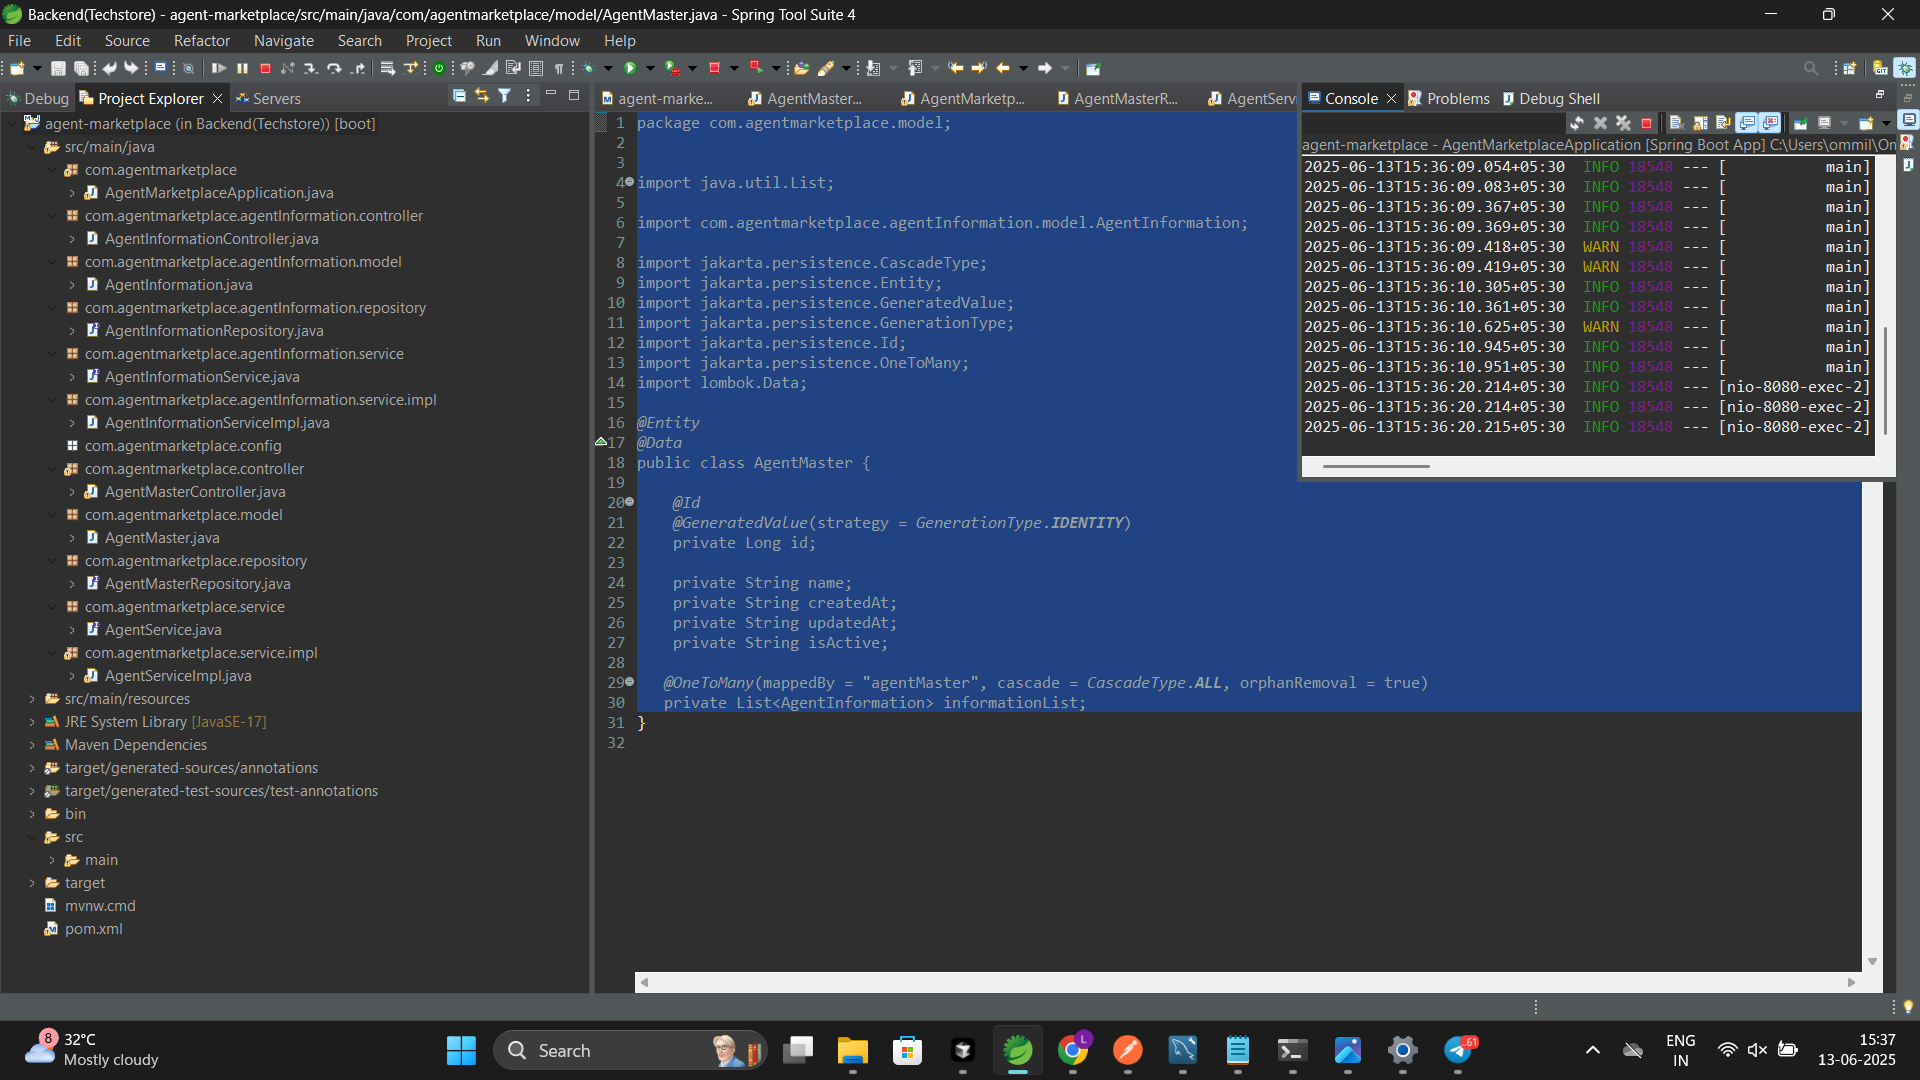 Backend(Techstore) - agent-marketplace/src/main/java/com/agentmarketplace/model/AgentMaster.java - Spring Tool Suite 4
File Edit Source Refactor Navigate Search Project Run Window Help
Debug Project Explorer Servers
agent-marketplace (in Backend(Techstore)) [boot]
src/main/java
com.agentmarketplace
AgentMarketplaceApplication.java
com.agentmarketplace.agentInformation.controller
AgentInformationController.java
com.agentmarketplace.agentInformation.model
AgentInformation.java
com.agentmarketplace.agentInformation.repository
AgentInformationRepository.java
com.agentmarketplace.agentInformation.service
AgentInformationService.java
com.agentmarketplace.agentInformation.service.impl
AgentInformationServiceImpl.java
com.agentmarketplace.config
com.agentmarketplace.controller
AgentMasterController.java
com.agentmarketplace.model
AgentMaster.java
com.agentmarketplace.repository
AgentMasterRepository.java
com.agentmarketplace.service
AgentService.java
com.agentmarketplace.service.impl
AgentServiceImpl.java
src/main/resources
JRE System Library [JavaSE-17]
Maven Dependencies
target/generated-sources/annotations
target/generated-test-sources/test-annotations
bin
src
main
target
mvnw.cmd
pom.xml
agent-marke... AgentMaster... AgentMarketp... AgentMasterR... AgentServ
1 package com.agentmarketplace.model;
2
3
4 import java.util.List;
5
6 import com.agentmarketplace.agentInformation.model.AgentInformation;
7
8 import jakarta.persistence.CascadeType;
9 import jakarta.persistence.Entity;
10 import jakarta.persistence.GeneratedValue;
11 import jakarta.persistence.GenerationType;
12 import jakarta.persistence.Id;
13 import jakarta.persistence.OneToMany;
14 import lombok.Data;
15
16 @Entity
17 @Data
18 public class AgentMaster {
19
20 @Id
21 @GeneratedValue(strategy = GenerationType.IDENTITY)
22 private Long id;
23
24 private String name;
25 private String createdAt;
26 private String updatedAt;
27 private String isActive;
28
29 @OneToMany(mappedBy = "agentMaster", cascade = CascadeType.ALL, orphanRemoval = true)
30 private List<AgentInformation> informationList;
31 }
32
Console Problems Debug Shell
agent-marketplace - AgentMarketplaceApplication [Spring Boot App] C:\Users\ommil\On
2025-06-13T15:36:09.054+05:30 INFO 18548 --- [ main]
2025-06-13T15:36:09.083+05:30 INFO 18548 --- [ main]
2025-06-13T15:36:09.367+05:30 INFO 18548 --- [ main]
2025-06-13T15:36:09.369+05:30 INFO 18548 --- [ main]
2025-06-13T15:36:09.418+05:30 WARN 18548 --- [ main]
2025-06-13T15:36:09.419+05:30 WARN 18548 --- [ main]
2025-06-13T15:36:10.305+05:30 INFO 18548 --- [ main]
2025-06-13T15:36:10.361+05:30 INFO 18548 --- [ main]
2025-06-13T15:36:10.625+05:30 WARN 18548 --- [ main]
2025-06-13T15:36:10.945+05:30 INFO 18548 --- [ main]
2025-06-13T15:36:10.951+05:30 INFO 18548 --- [ main]
2025-06-13T15:36:20.214+05:30 INFO 18548 --- [nio-8080-exec-2]
2025-06-13T15:36:20.214+05:30 INFO 18548 --- [nio-8080-exec-2]
2025-06-13T15:36:20.215+05:30 INFO 18548 --- [nio-8080-exec-2]
8
32°C
Mostly cloudy
Search
L
61
ENG
IN
15:37
13-06-2025